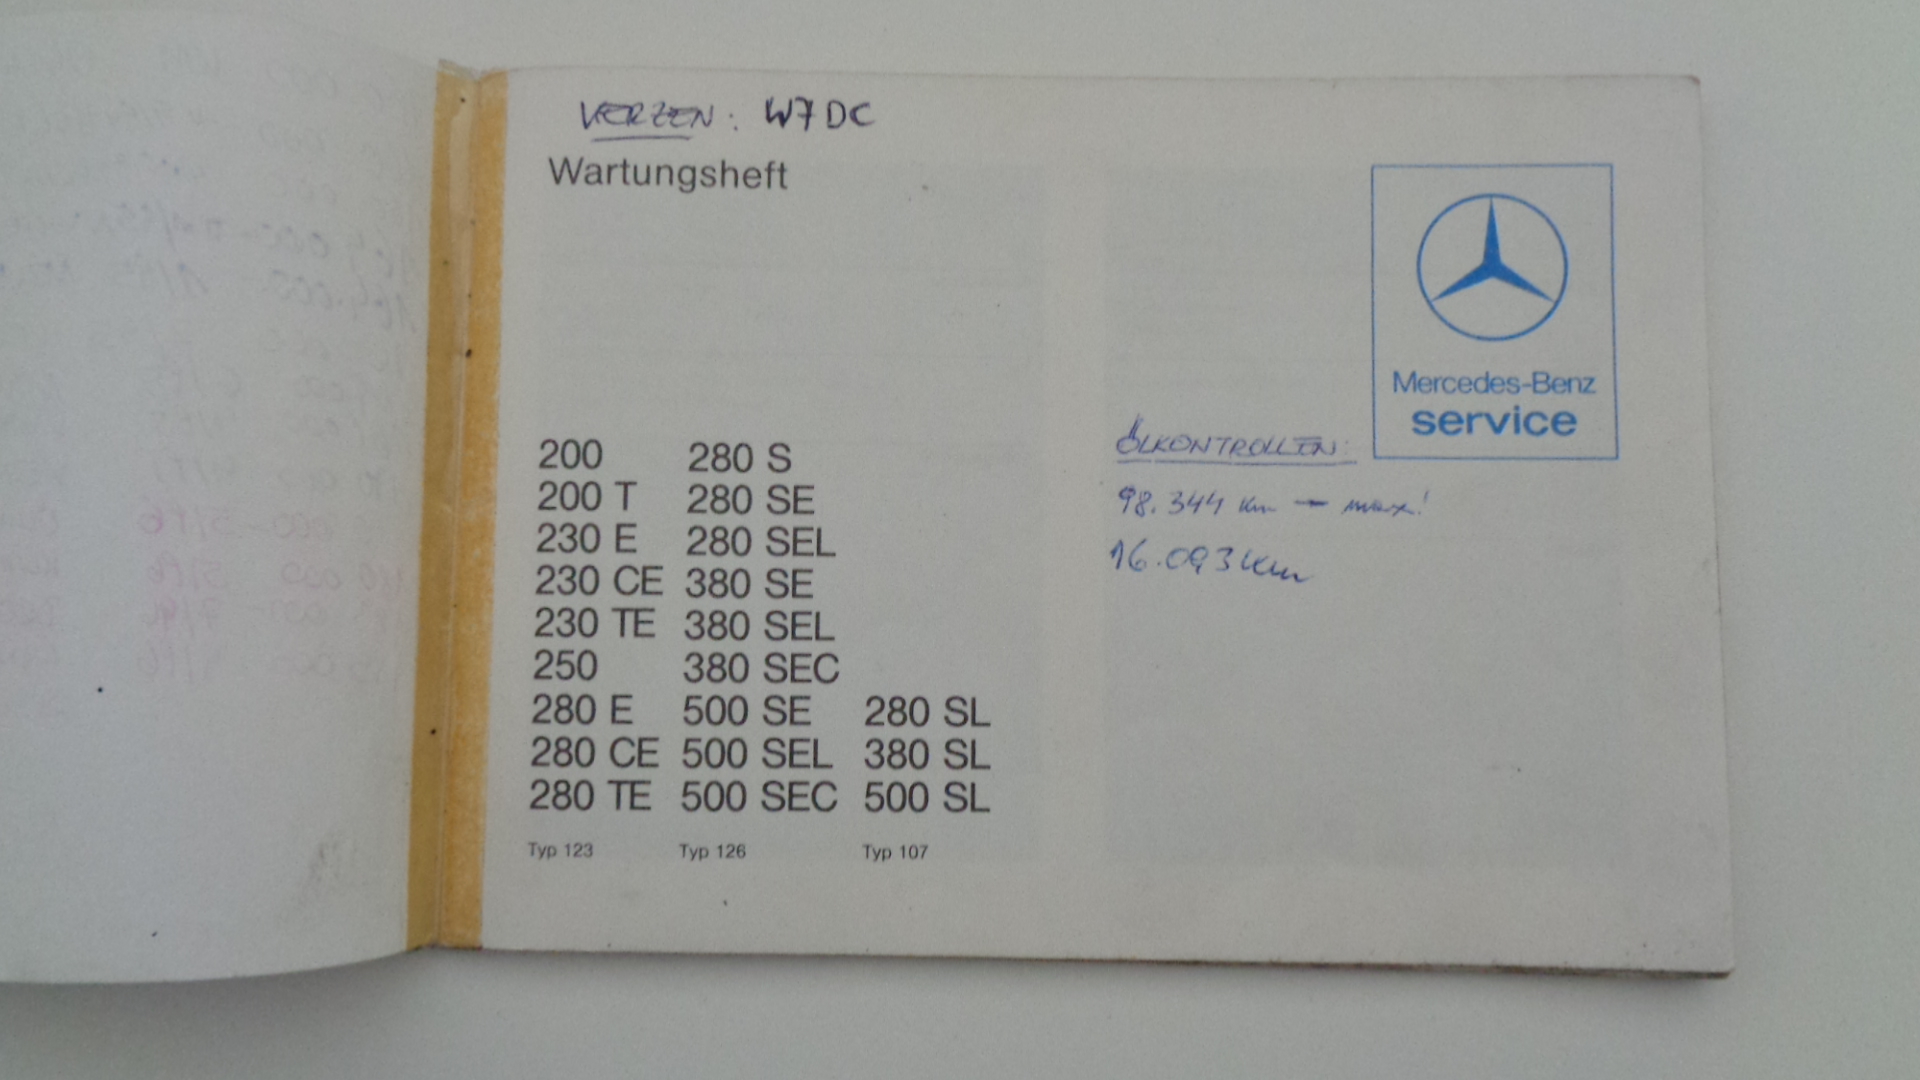 VERZEN: W7DC
Wartungsheft
Mercedes-Benz
service
ÖLKONTROLLEN:
98.344 km – max!
16.093 km
200 280 S
200 T 280 SE
230 E 280 SEL
230 CE 380 SE
230 TE 380 SEL
250 380 SEC
280 E 500 SE 280 SL
280 CE 500 SEL 380 SL
280 TE 500 SEC 500 SL
Typ 123 Typ 126 Typ 107